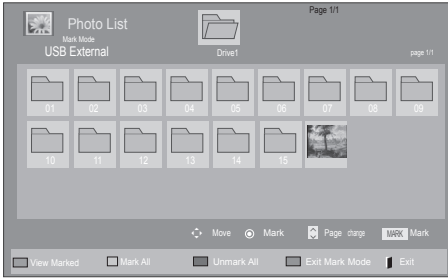 Page 1/1
Photo List
Mark Mode
USB External
Drive1
page 1/1
01 02 03 04 05 06 07 08 09
10 11 12 13 14 15
Move Mark Page change MARK Mark
View Marked Mark All Unmark All Exit Mark Mode Exit